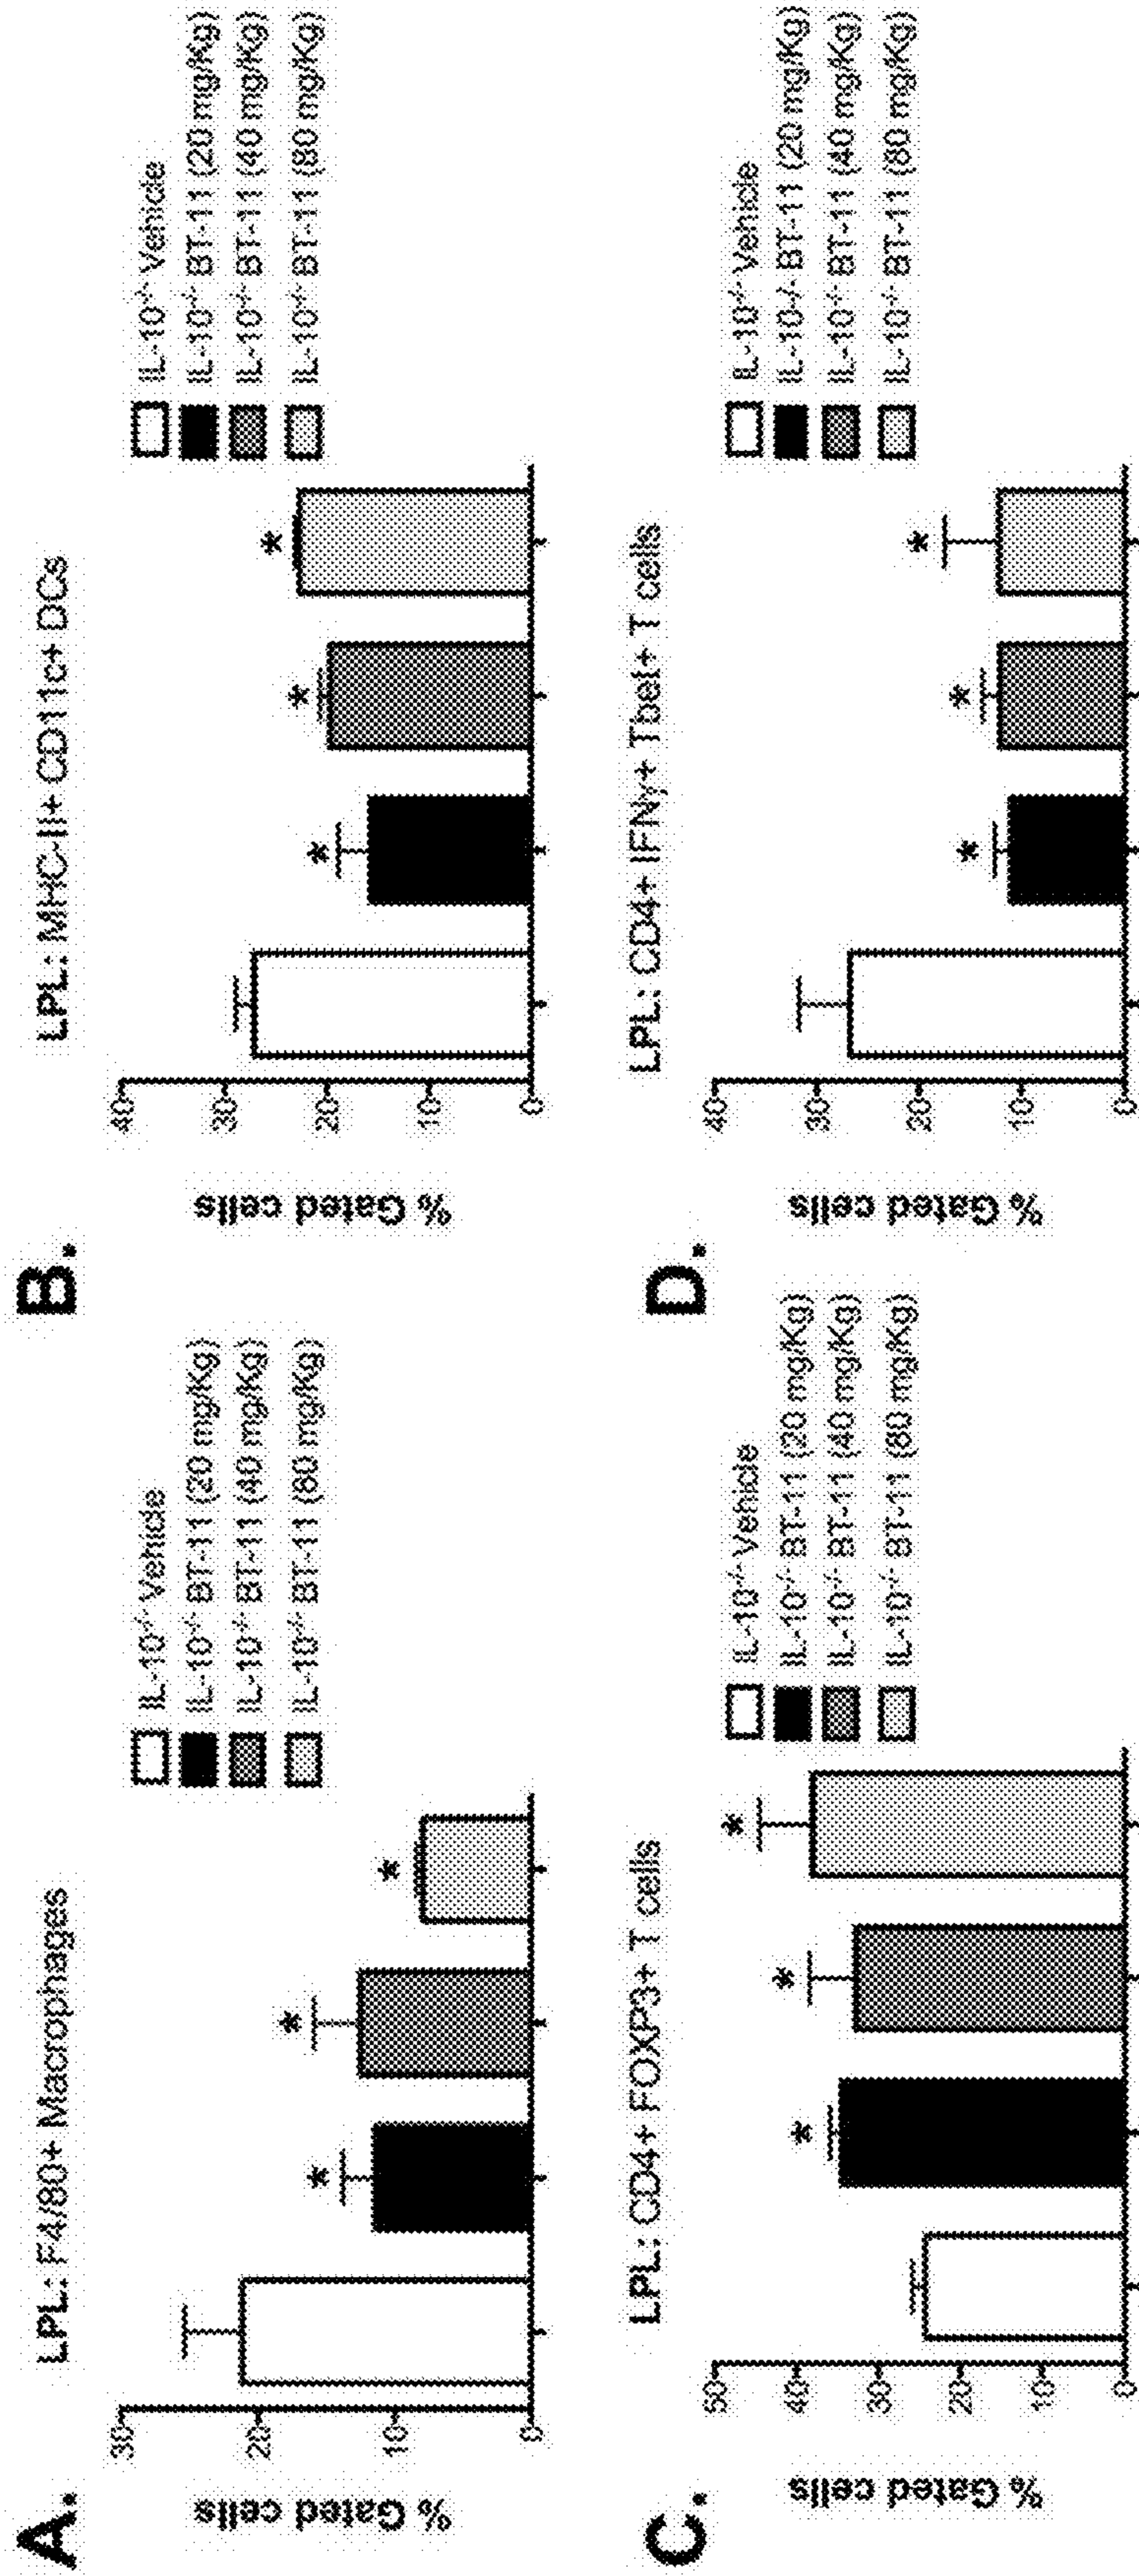 A.
LPL: F4/80+ Macrophages
% Gated cells
30
20
10
0
*
*
*
IL-10-/- Vehicle
IL-10-/- BT-11 (20 mg/Kg)
IL-10-/- BT-11 (40 mg/Kg)
IL-10-/- BT-11 (80 mg/Kg)
B.
LPL: MHC-II+ CD11c+ DCs
% Gated cells
40
30
20
10
0
*
*
*
IL-10-/- Vehicle
IL-10-/- BT-11 (20 mg/Kg)
IL-10-/- BT-11 (40 mg/Kg)
IL-10-/- BT-11 (80 mg/Kg)
C.
LPL: CD4+ FOXP3+ T cells
% Gated cells
50
40
30
20
10
0
*
*
*
IL-10-/- Vehicle
IL-10-/- BT-11 (20 mg/Kg)
IL-10-/- BT-11 (40 mg/Kg)
IL-10-/- BT-11 (80 mg/Kg)
D.
LPL: CD4+ IFNγ+ Tbet+ T cells
% Gated cells
40
30
20
10
0
*
*
*
IL-10-/- Vehicle
IL-10-/- BT-11 (20 mg/Kg)
IL-10-/- BT-11 (40 mg/Kg)
IL-10-/- BT-11 (80 mg/Kg)